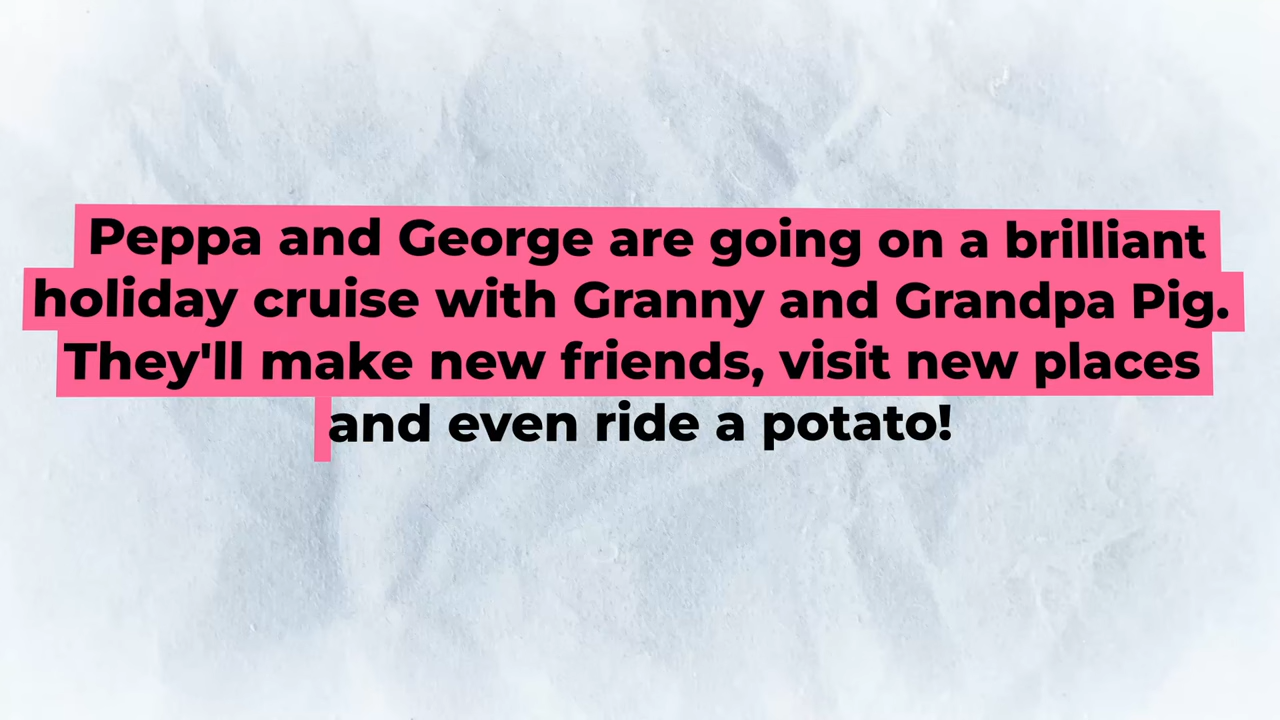 Peppa and George are going on a brilliant
holiday cruise with Granny and Grandpa Pig.
They'll make new friends, visit new places
and even ride a potato!